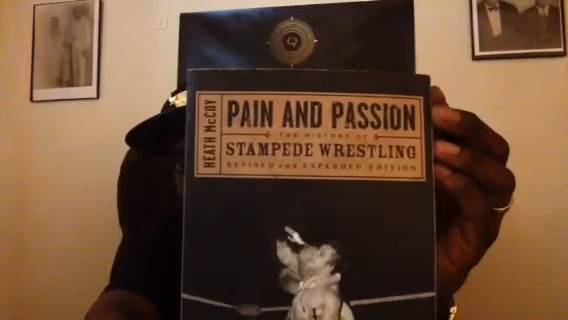 HEATH McCOY
PAIN AND PASSION
THE HISTORY OF
STAMPEDE WRESTLING
REVISED AND EXPANDED EDITION